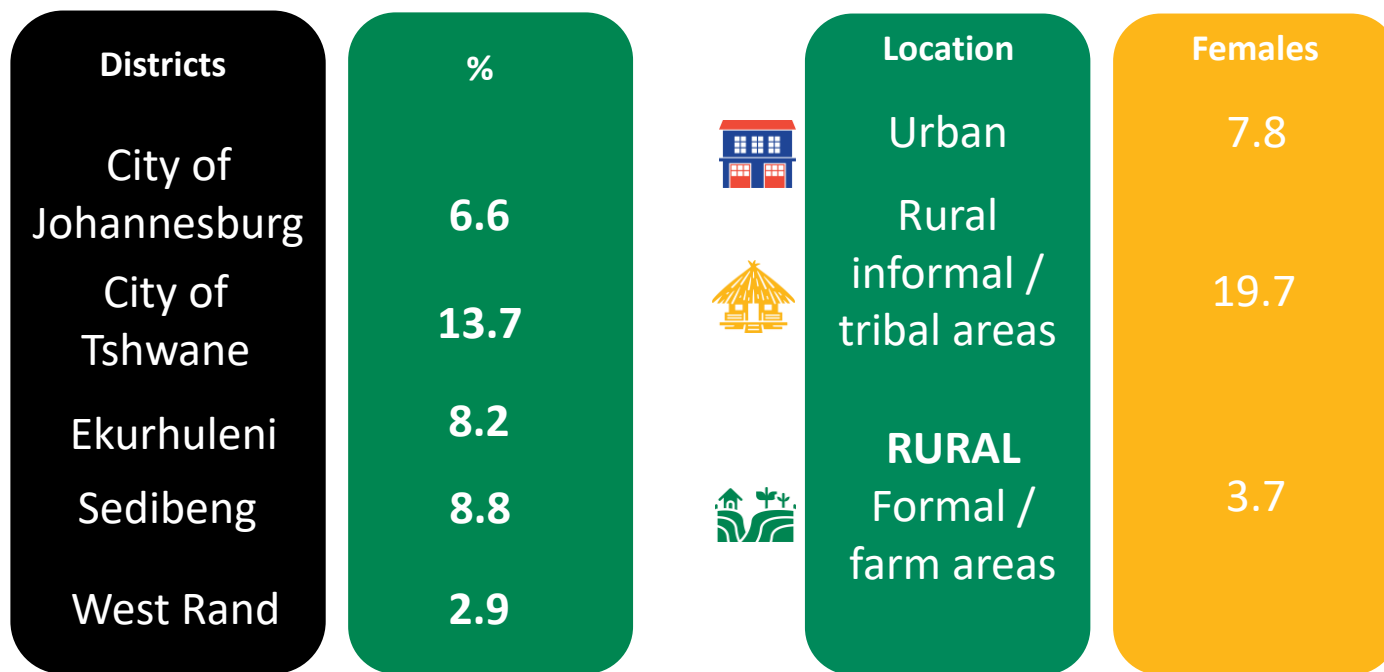 Districts
%
City of
Johannesburg
6.6
City of
Tshwane
13.7
Ekurhuleni
8.2
Sedibeng
8.8
West Rand
2.9
Location
Females
Urban
7.8
Rural
informal /
tribal areas
19.7
RURAL
Formal /
farm areas
3.7